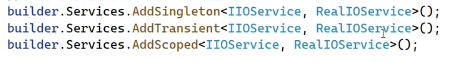 builder.Services.AddSingleton<IIOService, RealIOService>();
builder.Services.AddTransient<IIOService, RealIOService>();
builder.Services.AddScoped<IIOService, RealIOService>();